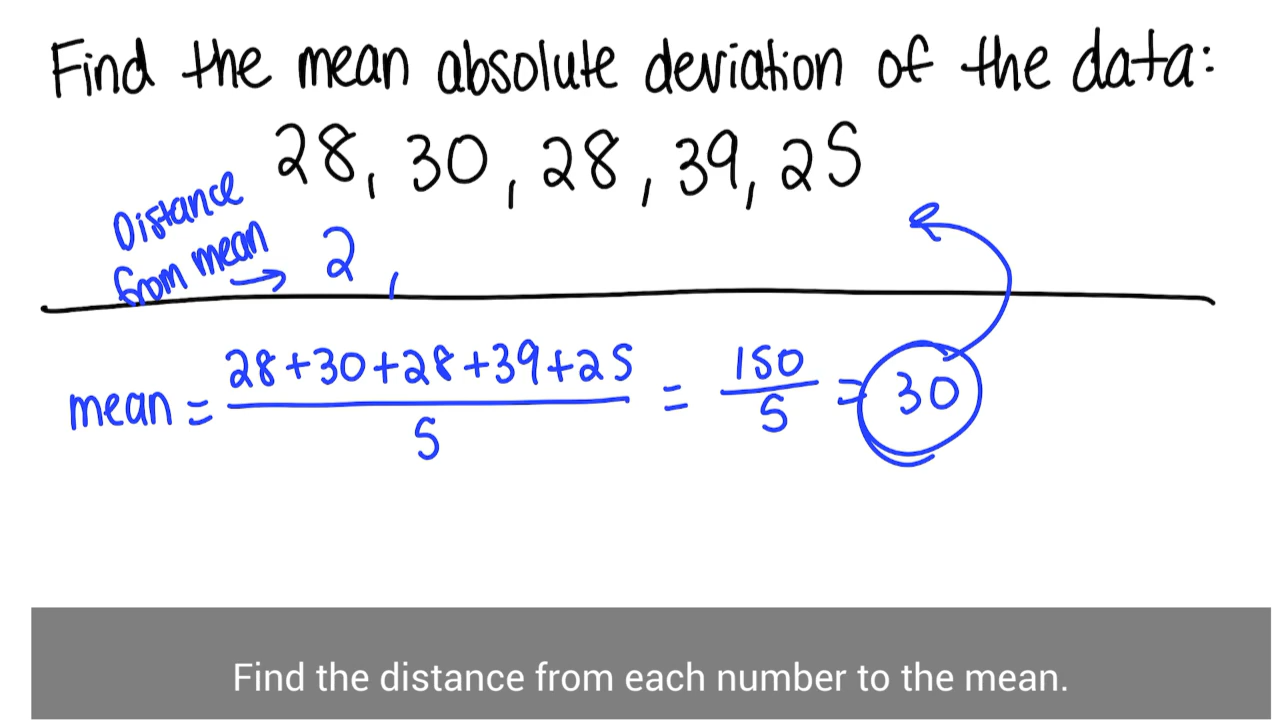 Find the mean absolute deviation of the data:
28, 30, 28, 39, 25
Distance
from mean → 2,
mean = 28+30+28+39+25 / 5 = 150 / 5 = 30
Find the distance from each number to the mean.